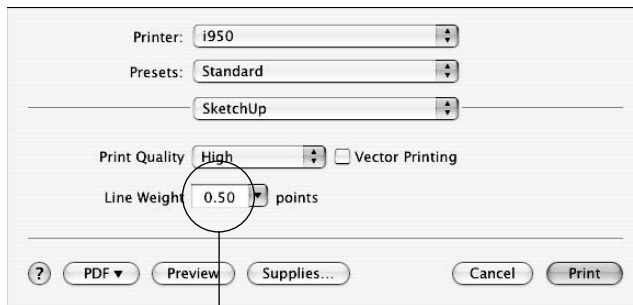 Printer: i950
Presets: Standard
SketchUp
Print Quality High Vector Printing
Line Weight 0.50 points
? PDF Preview Supplies... Cancel Print